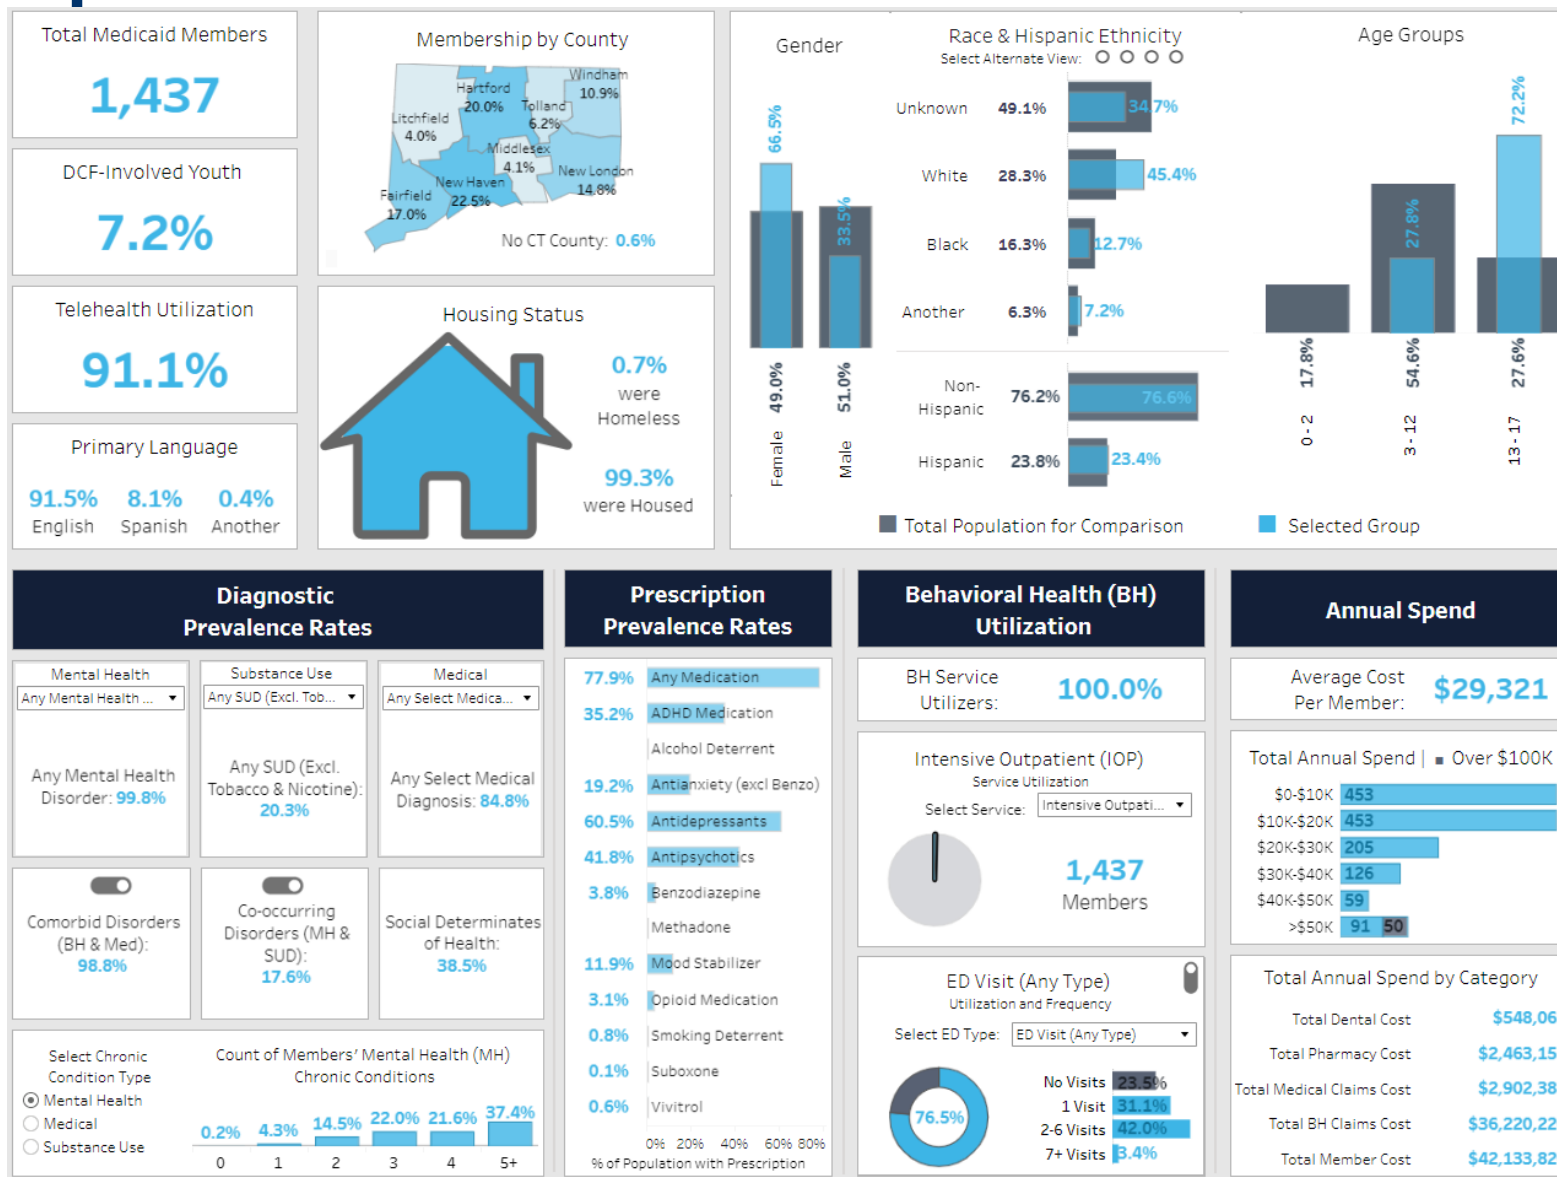 Total Medicaid Members
1,437
DCF-Involved Youth
7.2%
Telehealth Utilization
91.1%
Primary Language
91.5% 8.1% 0.4%
English Spanish Another
Membership by County
Windham
10.9%
Hartford
20.0%
Tolland
6.2%
Litchfield
4.0%
Middlesex
4.1%
New London
14.8%
New Haven
22.5%
Fairfield
17.0%
No CT County: 0.6%
Housing Status
0.7%
were
Homeless
99.3%
were Housed
Gender
66.5%
33.5%
49.0%
51.0%
Female
Male
Race & Hispanic Ethnicity
Select Alternate View:
Unknown 49.1% 34.7%
White 28.3% 45.4%
Black 16.3% 12.7%
Another 6.3% 7.2%
Non-
Hispanic 76.2% 76.6%
Hispanic 23.8% 23.4%
Age Groups
72.2%
27.8%
17.8%
54.6%
27.6%
0 - 2
3 - 12
13 - 17
Total Population for Comparison
Selected Group
Diagnostic
Prevalence Rates
Mental Health
Any Mental Health ...
Any Mental Health
Disorder: 99.8%
Substance Use
Any SUD (Excl. Tob...
Any SUD (Excl.
Tobacco & Nicotine):
20.3%
Medical
Any Select Medica...
Any Select Medical
Diagnosis: 84.8%
Comorbid Disorders
(BH & Med):
98.8%
Co-occurring
Disorders (MH &
SUD):
17.6%
Social Determinates
of Health:
38.5%
Select Chronic
Condition Type
Mental Health
Medical
Substance Use
Count of Members' Mental Health (MH)
Chronic Conditions
0.2% 4.3% 14.5% 22.0% 21.6% 37.4%
0 1 2 3 4 5+
Prescription
Prevalence Rates
77.9% Any Medication
35.2% ADHD Medication
Alcohol Deterrent
19.2% Antianxiety (excl Benzo)
60.5% Antidepressants
41.8% Antipsychotics
3.8% Benzodiazepine
Methadone
11.9% Mood Stabilizer
3.1% Opioid Medication
0.8% Smoking Deterrent
0.1% Suboxone
0.6% Vivitrol
0% 20% 40% 60% 80%
% of Population with Prescription
Behavioral Health (BH)
Utilization
BH Service
Utilizers: 100.0%
Intensive Outpatient (IOP)
Service Utilization
Select Service: Intensive Outpati...
1,437
Members
ED Visit (Any Type)
Utilization and Frequency
Select ED Type: ED Visit (Any Type)
76.5%
No Visits 23.5%
1 Visit 31.1%
2-6 Visits 42.0%
7+ Visits 3.4%
Annual Spend
Average Cost
Per Member: $29,321
Total Annual Spend | Over $100K
$0-$10K 453
$10K-$20K 453
$20K-$30K 205
$30K-$40K 126
$40K-$50K 59
>$50K 91 50
Total Annual Spend by Category
Total Dental Cost $548,06
Total Pharmacy Cost $2,463,15
Total Medical Claims Cost $2,902,38
Total BH Claims Cost $36,220,22
Total Member Cost $42,133,82